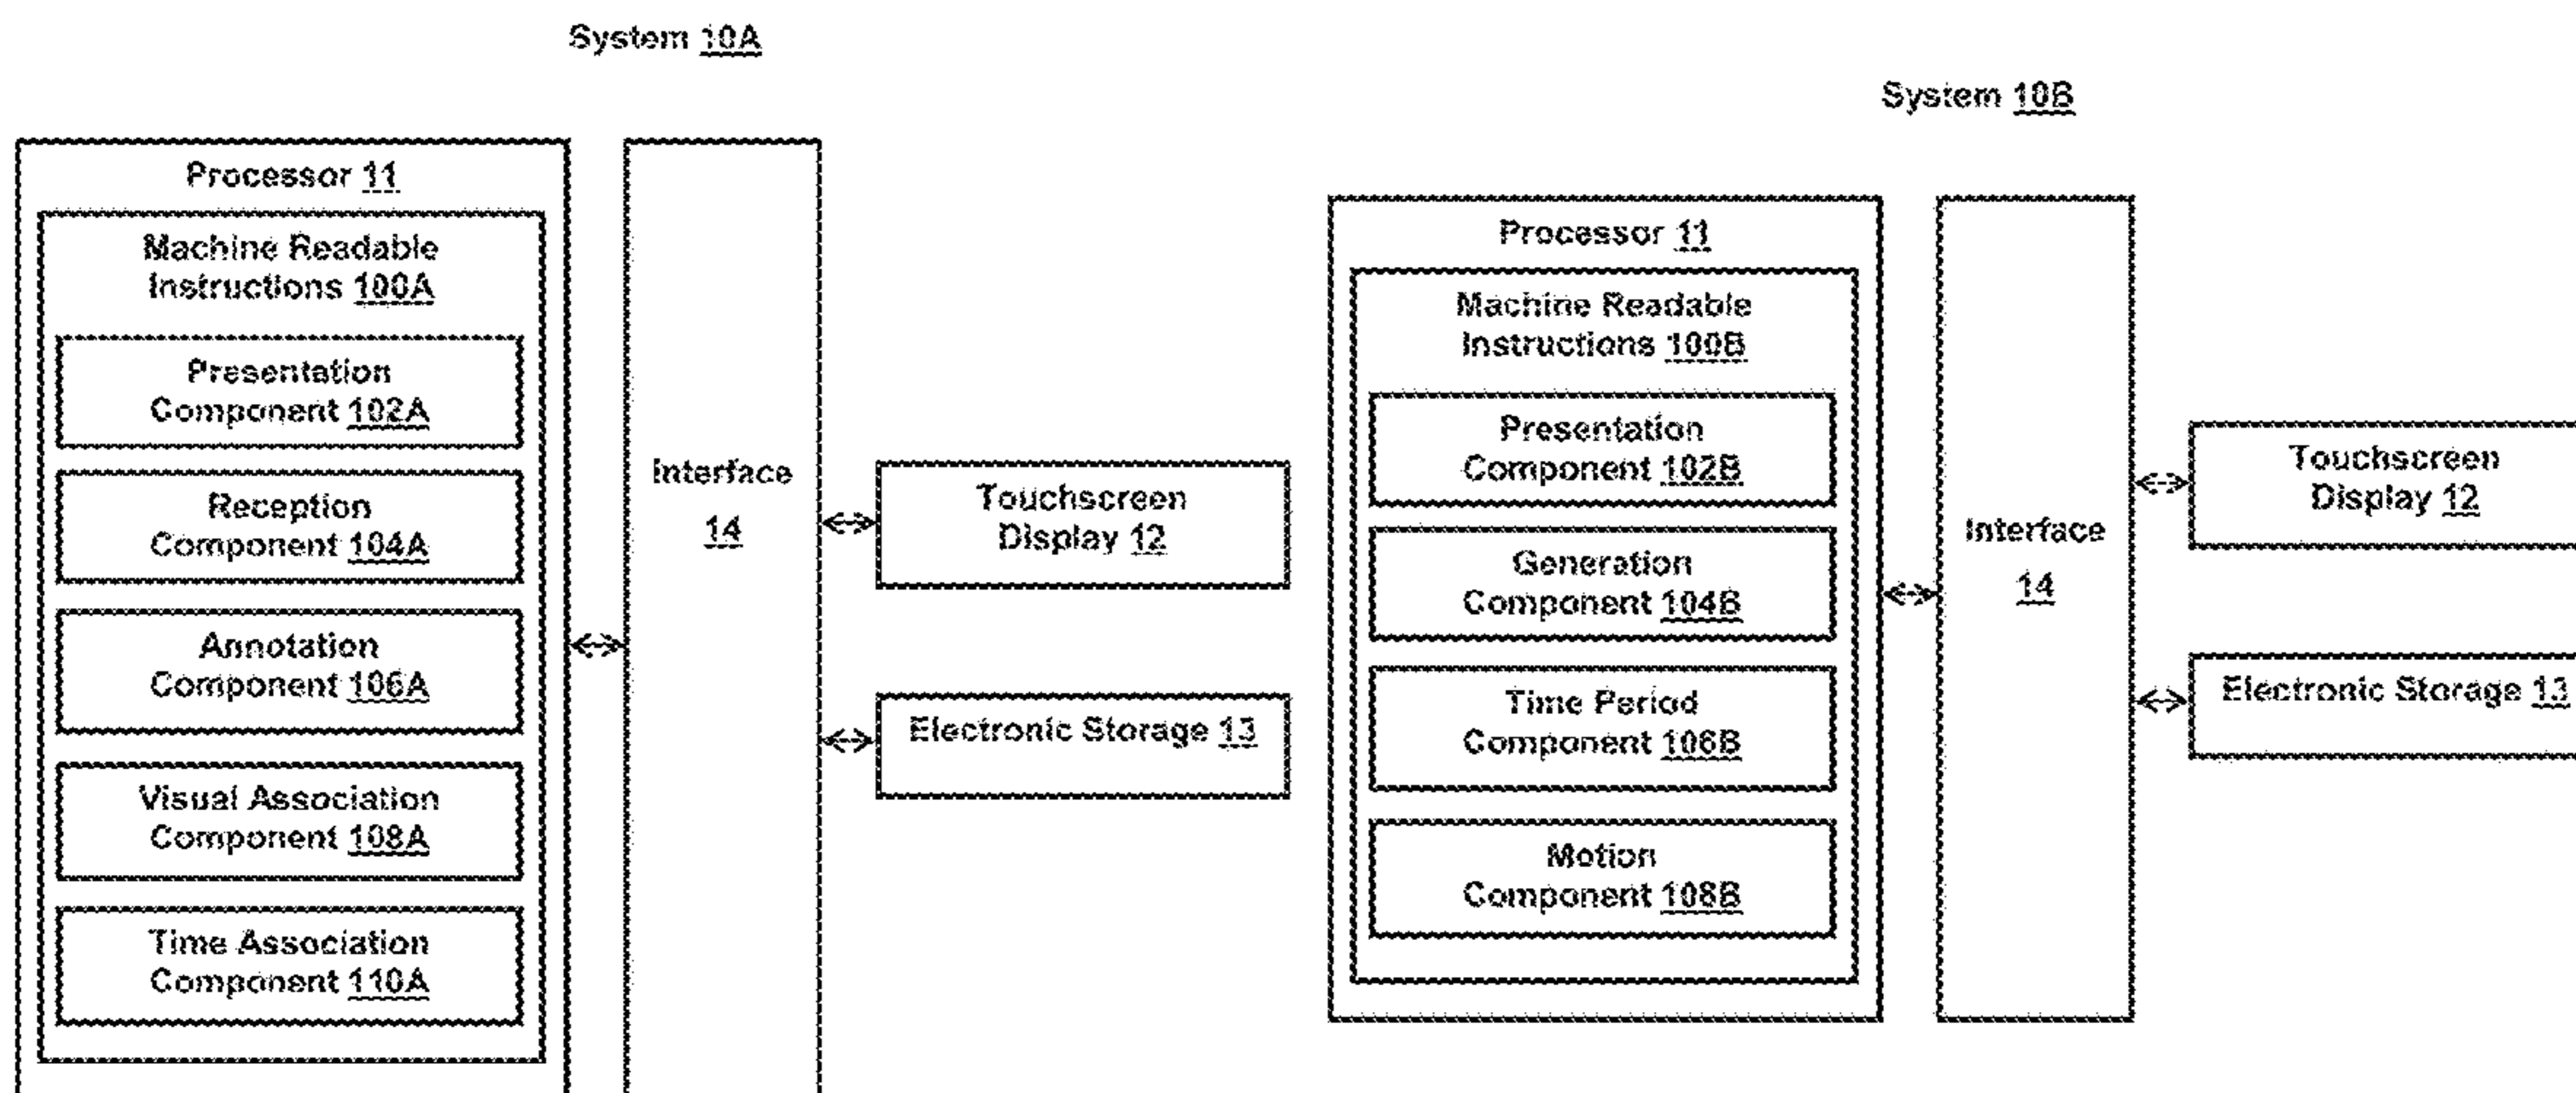 System 10A
Processor 11
Machine Readable
Instructions 100A
Presentation
Component 102A
Reception
Component 104A
Annotation
Component 106A
Visual Association
Component 108A
Time Association
Component 110A
Interface
14
Touchscreen
Display 12
Electronic Storage 13
System 10B
Processor 11
Machine Readable
Instructions 100B
Presentation
Component 102B
Generation
Component 104B
Time Period
Component 106B
Motion
Component 108B
Interface
14
Touchscreen
Display 12
Electronic Storage 13